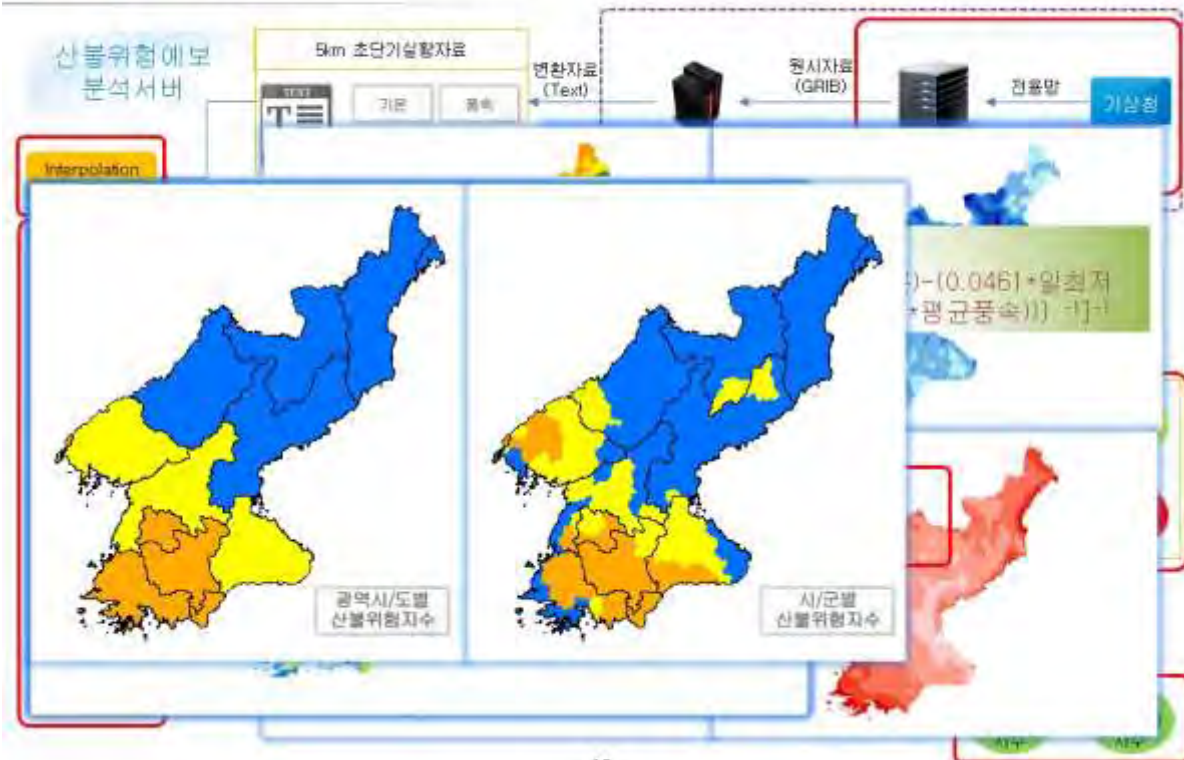 산불위험예보
분석서버
5km 초단기실황자료
변환자료
(Text)
원시자료
(GRIB)
전용망
기상청
TEXT
기온
풍속
Interpolation
)-(0.0461*일최저
*평균풍속))) -1]-1
광역시/도별
산불위험지수
시/군별
산불위험지수